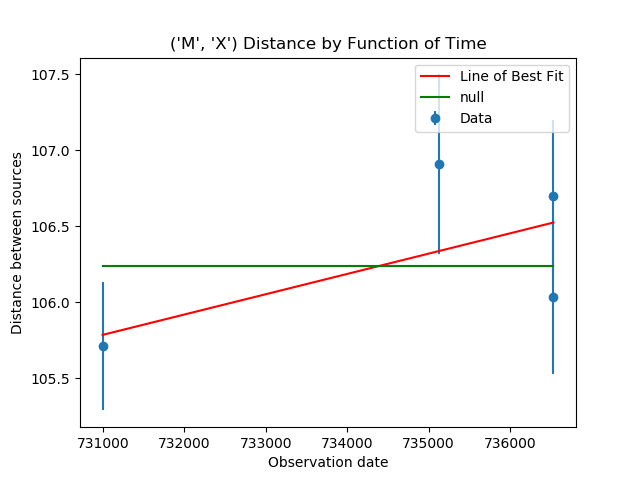 ('M', 'X') Distance by Function of Time
Distance between sources
107.5
107.0
106.5
106.0
105.5
Line of Best Fit
null
Data
731000 732000 733000 734000 735000 736000
Observation date